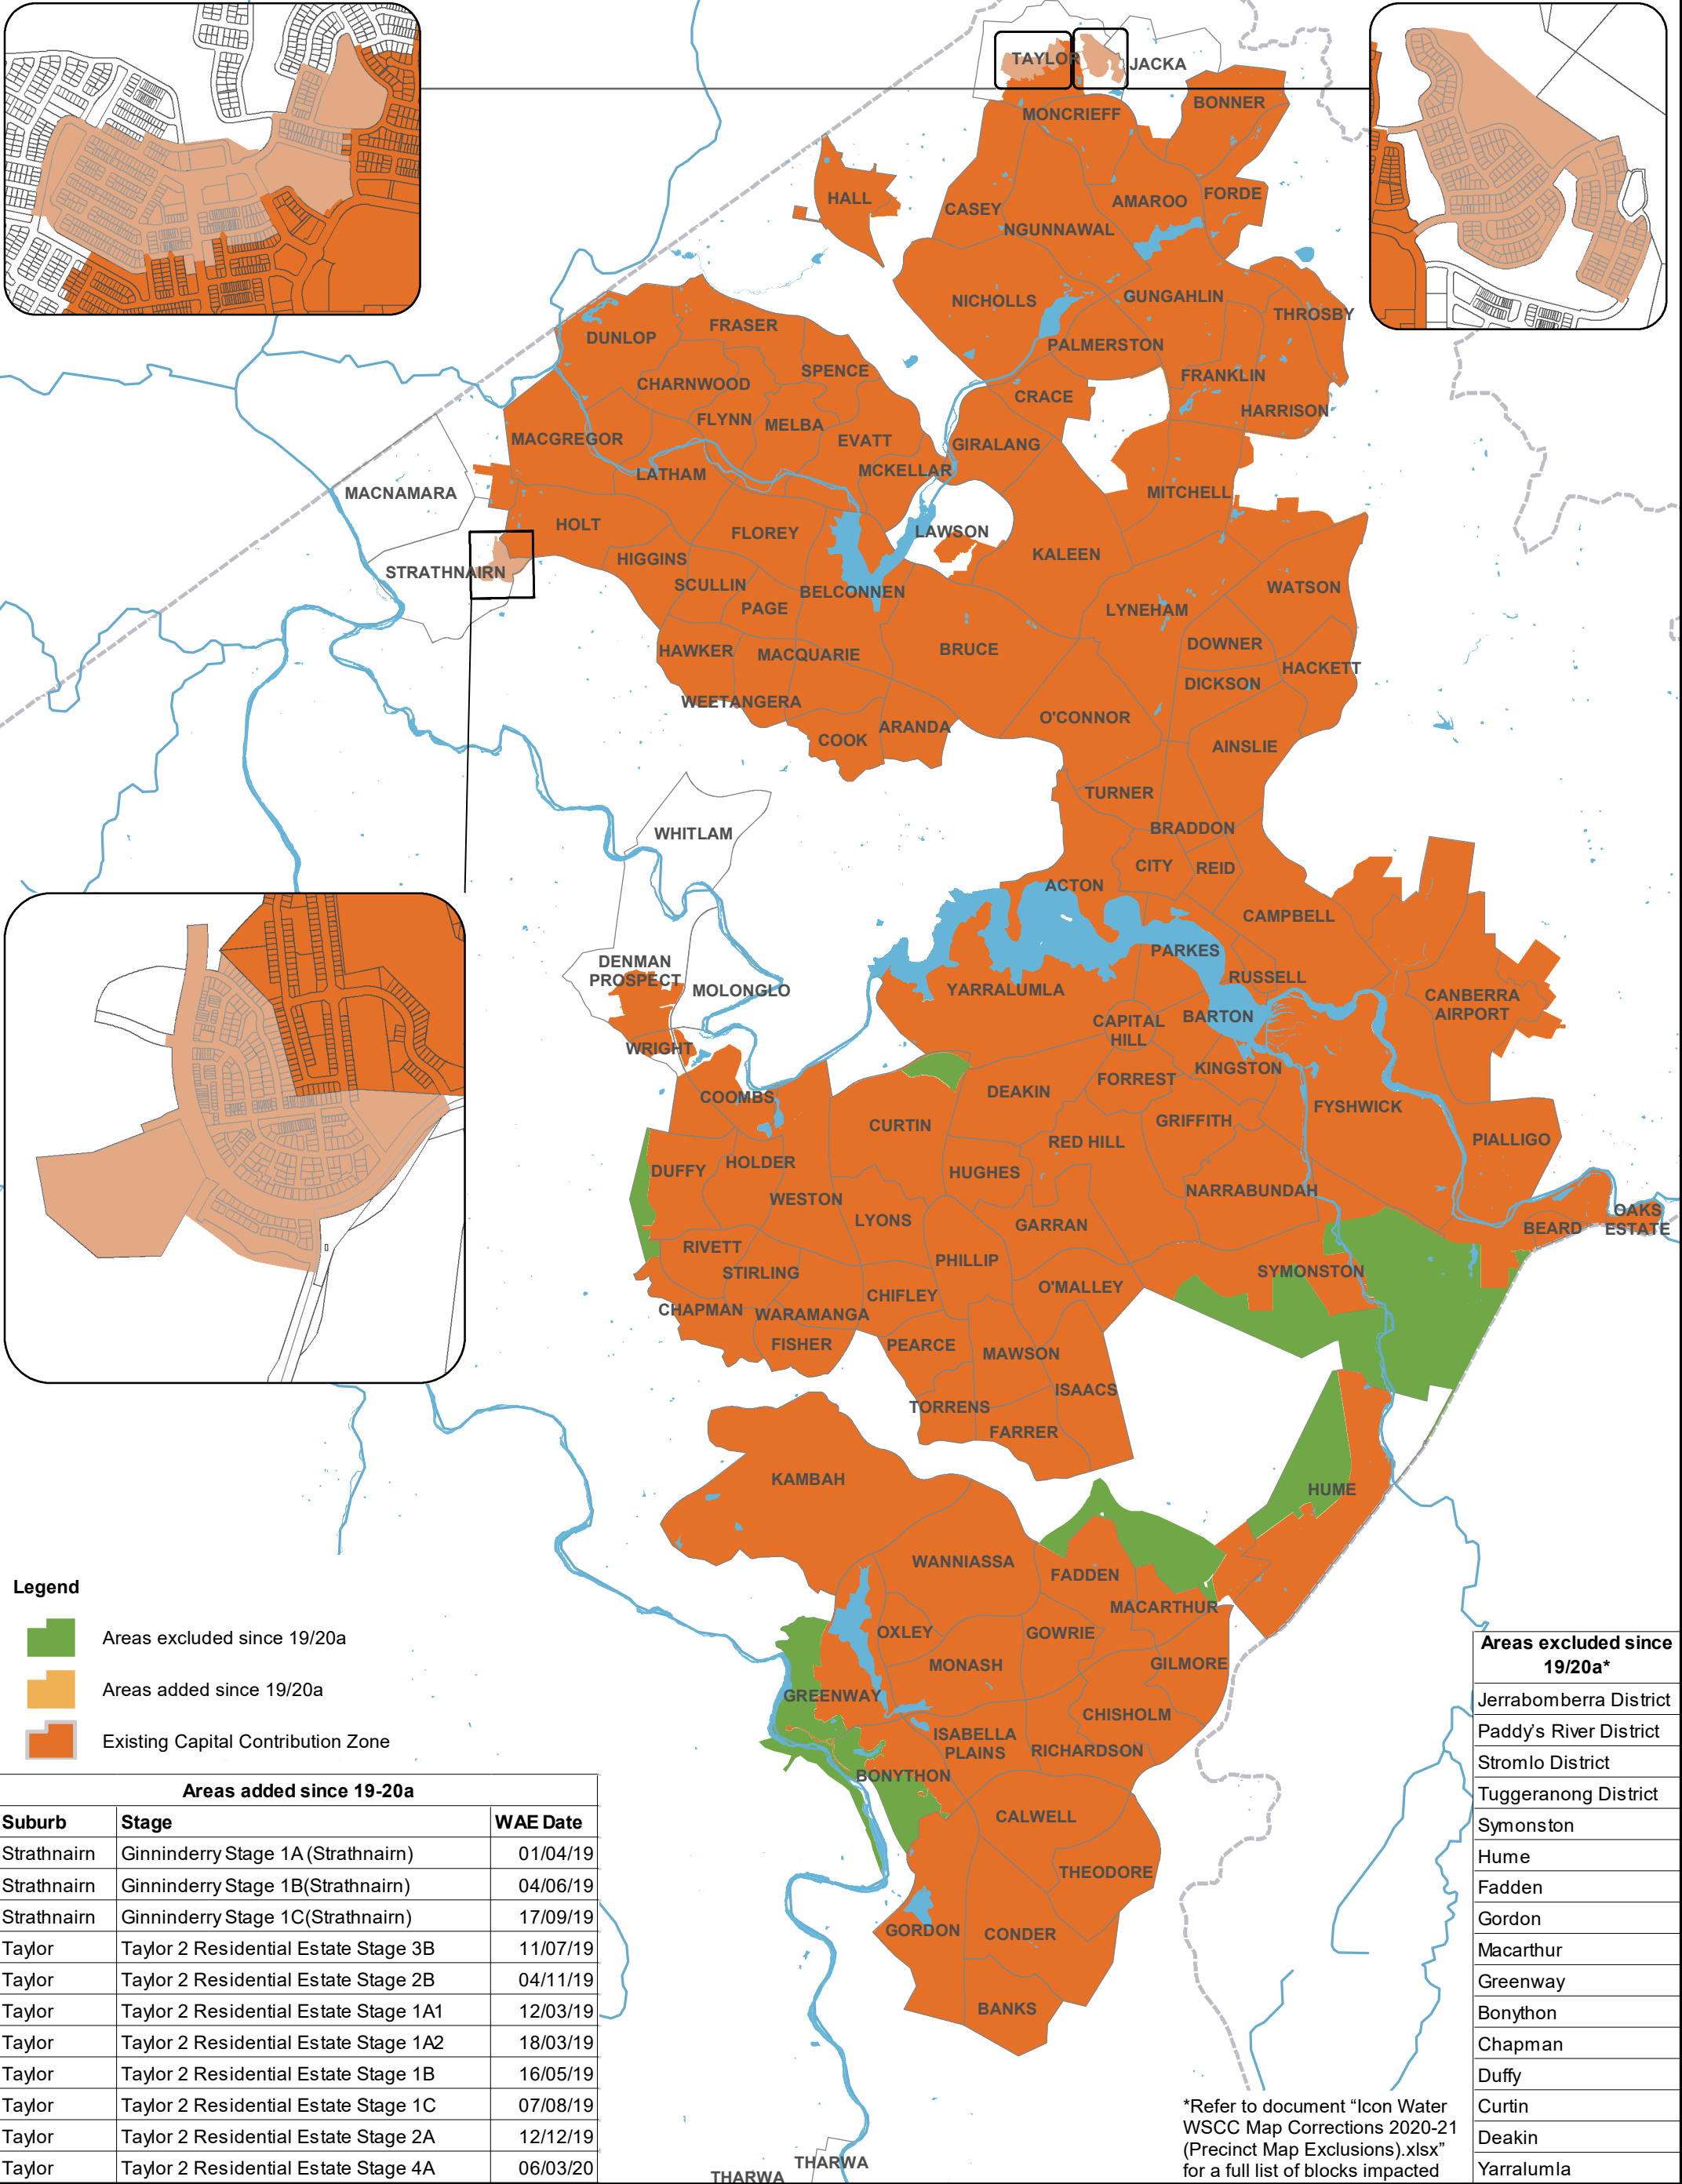 TAYLOR
JACKA
BONNER
MONCRIEFF
HALL
CASEY
AMAROO
FORDE
NGUNNAWAL
NICHOLLS
GUNGAHLIN
THROSBY
DUNLOP
FRASER
PALMERSTON
SPENCE
CHARNWOOD
FRANKLIN
CRACE
HARRISON
FLYNN
MELBA
MACGREGOR
EVATT
GIRALANG
LATHAM
MCKELLAR
MACNAMARA
MITCHELL
HOLT
FLOREY
LAWSON
HIGGINS
KALEEN
STRATHNAIRN
SCULLIN
BELCONNEN
WATSON
PAGE
LYNEHAM
HAWKER
MACQUARIE
BRUCE
DOWNER
HACKETT
DICKSON
WEETANGERA
O'CONNOR
COOK
ARANDA
AINSLIE
TURNER
WHITLAM
BRADDON
CITY
REID
ACTON
CAMPBELL
DENMAN
PROSPECT
PARKES
MOLONGLO
YARRALUMLA
RUSSELL
CANBERRA
AIRPORT
CAPITAL
HILL
BARTON
WRIGHT
KINGSTON
COOMBS
DEAKIN
FORREST
FYSHWICK
CURTIN
GRIFFITH
RED HILL
PIALLIGO
DUFFY
HOLDER
HUGHES
WESTON
NARRABUNDAH
LYONS
GARRAN
OAKS
ESTATE
BEARD
RIVETT
STIRLING
PHILLIP
SYMONSTON
O'MALLEY
CHIFLEY
CHAPMAN
WARAMANGA
FISHER
PEARCE
MAWSON
ISAACS
TORRENS
FARRER
KAMBAH
HUME
WANNIASSA
FADDEN
MACARTHUR
OXLEY
GOWRIE
MONASH
GILMORE
GREENWAY
CHISHOLM
ISABELLA
PLAINS
RICHARDSON
BONYTHON
CALWELL
THEODORE
GORDON
CONDER
BANKS
THARWA
THARWA
Legend
Areas excluded since 19/20a
Areas added since 19/20a
Existing Capital Contribution Zone
Areas added since 19-20a
Suburb Stage WAE Date
Strathnairn Ginninderry Stage 1A (Strathnairn) 01/04/19
Strathnairn Ginninderry Stage 1B(Strathnairn) 04/06/19
Strathnairn Ginninderry Stage 1C(Strathnairn) 17/09/19
Taylor Taylor 2 Residential Estate Stage 3B 11/07/19
Taylor Taylor 2 Residential Estate Stage 2B 04/11/19
Taylor Taylor 2 Residential Estate Stage 1A1 12/03/19
Taylor Taylor 2 Residential Estate Stage 1A2 18/03/19
Taylor Taylor 2 Residential Estate Stage 1B 16/05/19
Taylor Taylor 2 Residential Estate Stage 1C 07/08/19
Taylor Taylor 2 Residential Estate Stage 2A 12/12/19
Taylor Taylor 2 Residential Estate Stage 4A 06/03/20
*Refer to document “Icon Water
WSCC Map Corrections 2020-21
(Precinct Map Exclusions).xlsx”
for a full list of blocks impacted
Areas excluded since
19/20a*
Jerrabomberra District
Paddy's River District
Stromlo District
Tuggeranong District
Symonston
Hume
Fadden
Gordon
Macarthur
Greenway
Bonython
Chapman
Duffy
Curtin
Deakin
Yarralumla